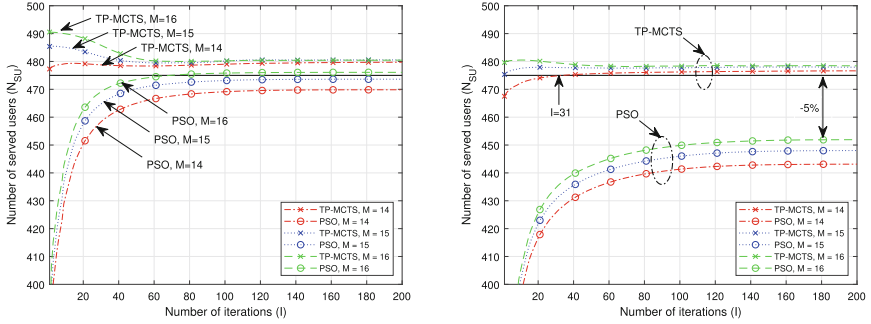 500
490
480
470
460
450
440
430
420
410
400
Number of served users (N_SU)
TP-MCTS, M=16
TP-MCTS, M=15
TP-MCTS, M=14
PSO, M=16
PSO, M=15
PSO, M=14
TP-MCTS, M = 14
PSO, M = 14
TP-MCTS, M = 15
PSO, M = 15
TP-MCTS, M = 16
PSO, M = 16
20 40 60 80 100 120 140 160 180 200
Number of iterations (I)
500
490
480
470
460
450
440
430
420
410
400
Number of served users (N_SU)
TP-MCTS
I=31
PSO
-5%
TP-MCTS, M = 14
PSO, M = 14
TP-MCTS, M = 15
PSO, M = 15
TP-MCTS, M = 16
PSO, M = 16
20 40 60 80 100 120 140 160 180 200
Number of iterations (I)